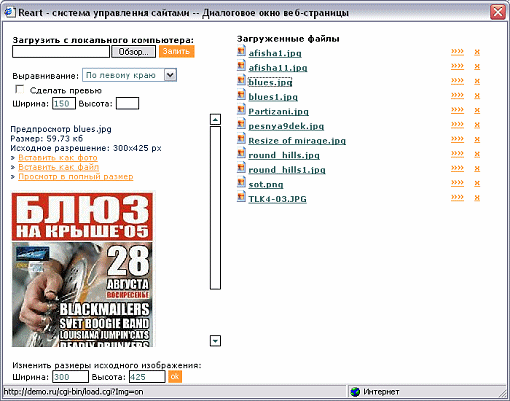 Reart - система управления сайтами -- Диалоговое окно веб-страницы
Загрузить с локального компьютера:
Обзор... Залить
Выравнивание: По левому краю
Сделать превью
Ширина: 150 Высота:
Предпросмотр blues.jpg
Размер: 59.73 кб
Исходное разрешение: 300x425 px
» Вставить как фото
» Вставить как файл
» Просмотр в полный размер
БЛЮЗ
НА КРЫШЕ'05
28
АВГУСТА
ВОСКРЕСЕНЬЕ
BLACKMAILERS
SVET BOOGIE BAND
LOUISIANA JUMPIN'CATS
DEADLY DRUNKERS
Изменить размеры исходного изображения:
Ширина: 300 Высота: 425 ok
Загруженные файлы
afisha1.jpg »»» x
afisha11.jpg »»» x
blues.jpg »»» x
blues1.jpg »»» x
Partizani.jpg »»» x
pesnya9dek.jpg »»» x
Resize of mirage.jpg »»» x
round_hills.jpg »»» x
round_hills1.jpg »»» x
sot.png »»» x
TLK4-03.JPG »»» x
http://demo.ru/cgi-bin/load.cgi?Img=on Интернет